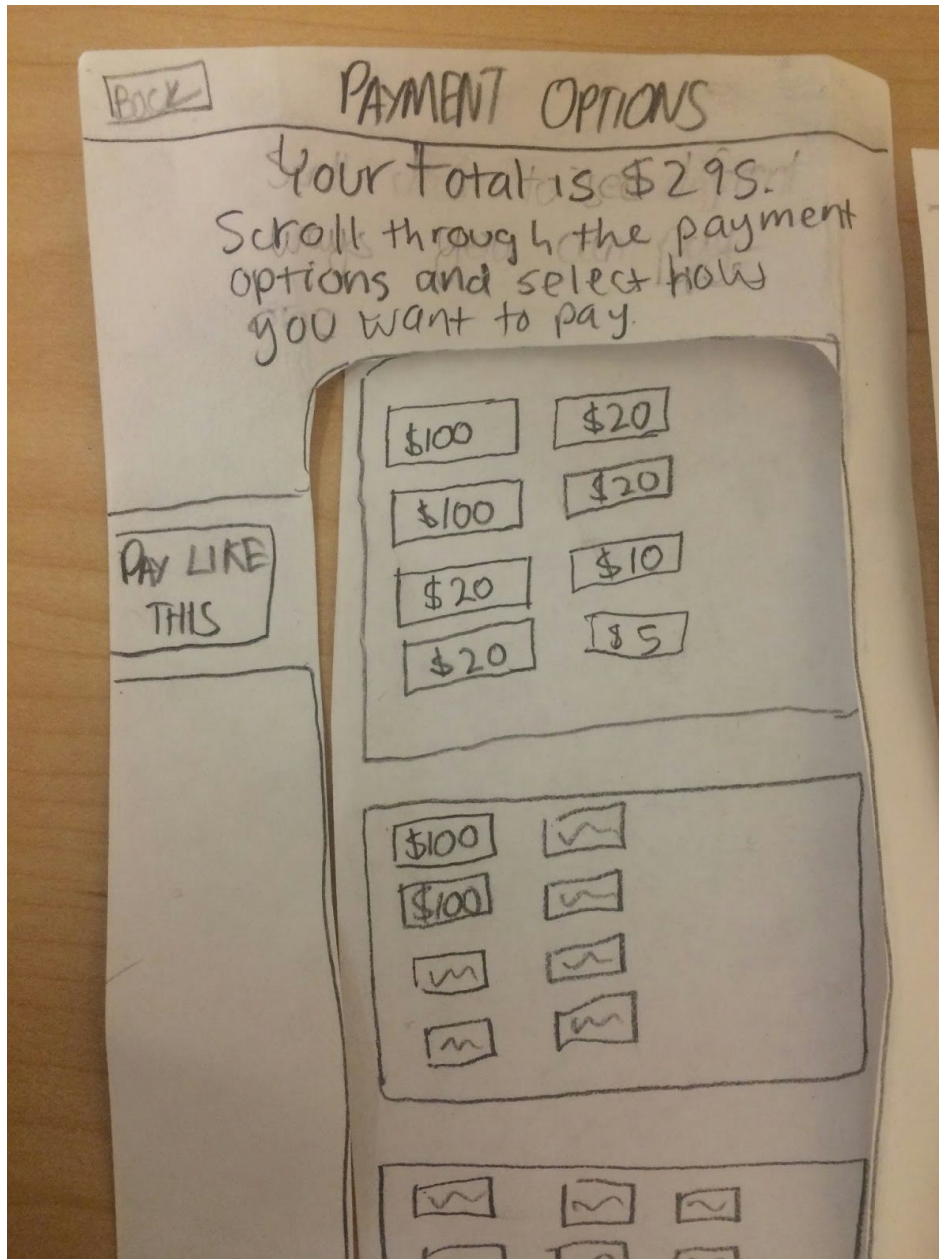 BACK
PAYMENT OPTIONS
Your total is $295.
Scroll through the payment
options and select how
you want to pay.
$100 $20
$100 $20
$20 $10
$20 $5
PAY LIKE
THIS
$100
$100